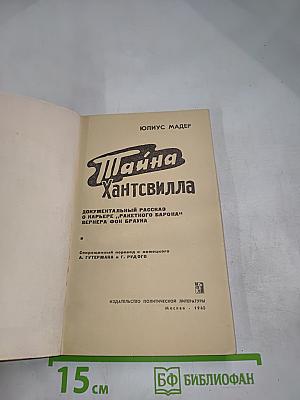 ЮЛИУС МАДЕР
Тайна
Хантсвилла
ДОКУМЕНТАЛЬНЫЙ РАССКАЗ
О КАРЬЕРЕ „РАКЕТНОГО БАРОНА"
ВЕРНЕРА ФОН БРАУНА
Сокращенный перевод с немецкого
А. ГУТЕРМАНА и Г. РУДОГО
ИЗДАТЕЛЬСТВО ПОЛИТИЧЕСКОЙ ЛИТЕРАТУРЫ
Москва · 1965
15 см
БФ БИБЛИОФАН